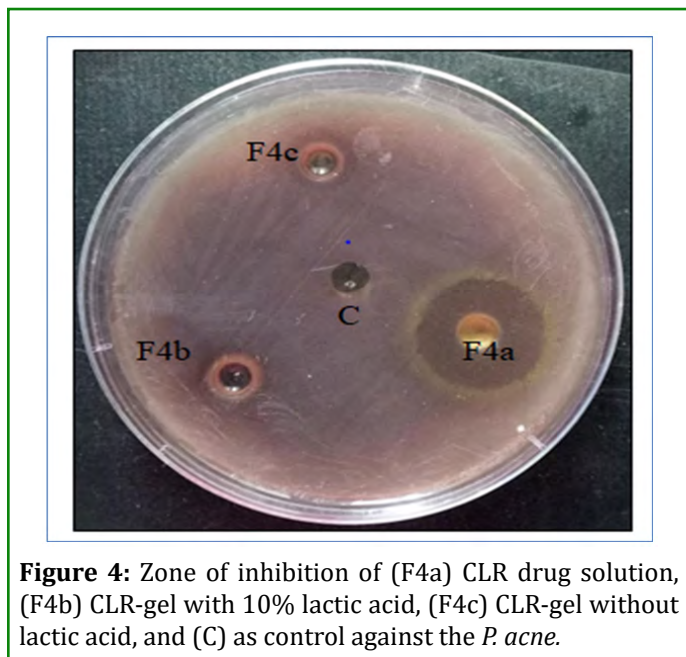 F4c
C
F4b
F4a
Figure 4: Zone of inhibition of (F4a) CLR drug solution,
(F4b) CLR-gel with 10% lactic acid, (F4c) CLR-gel without
lactic acid, and (C) as control against the P. acne.